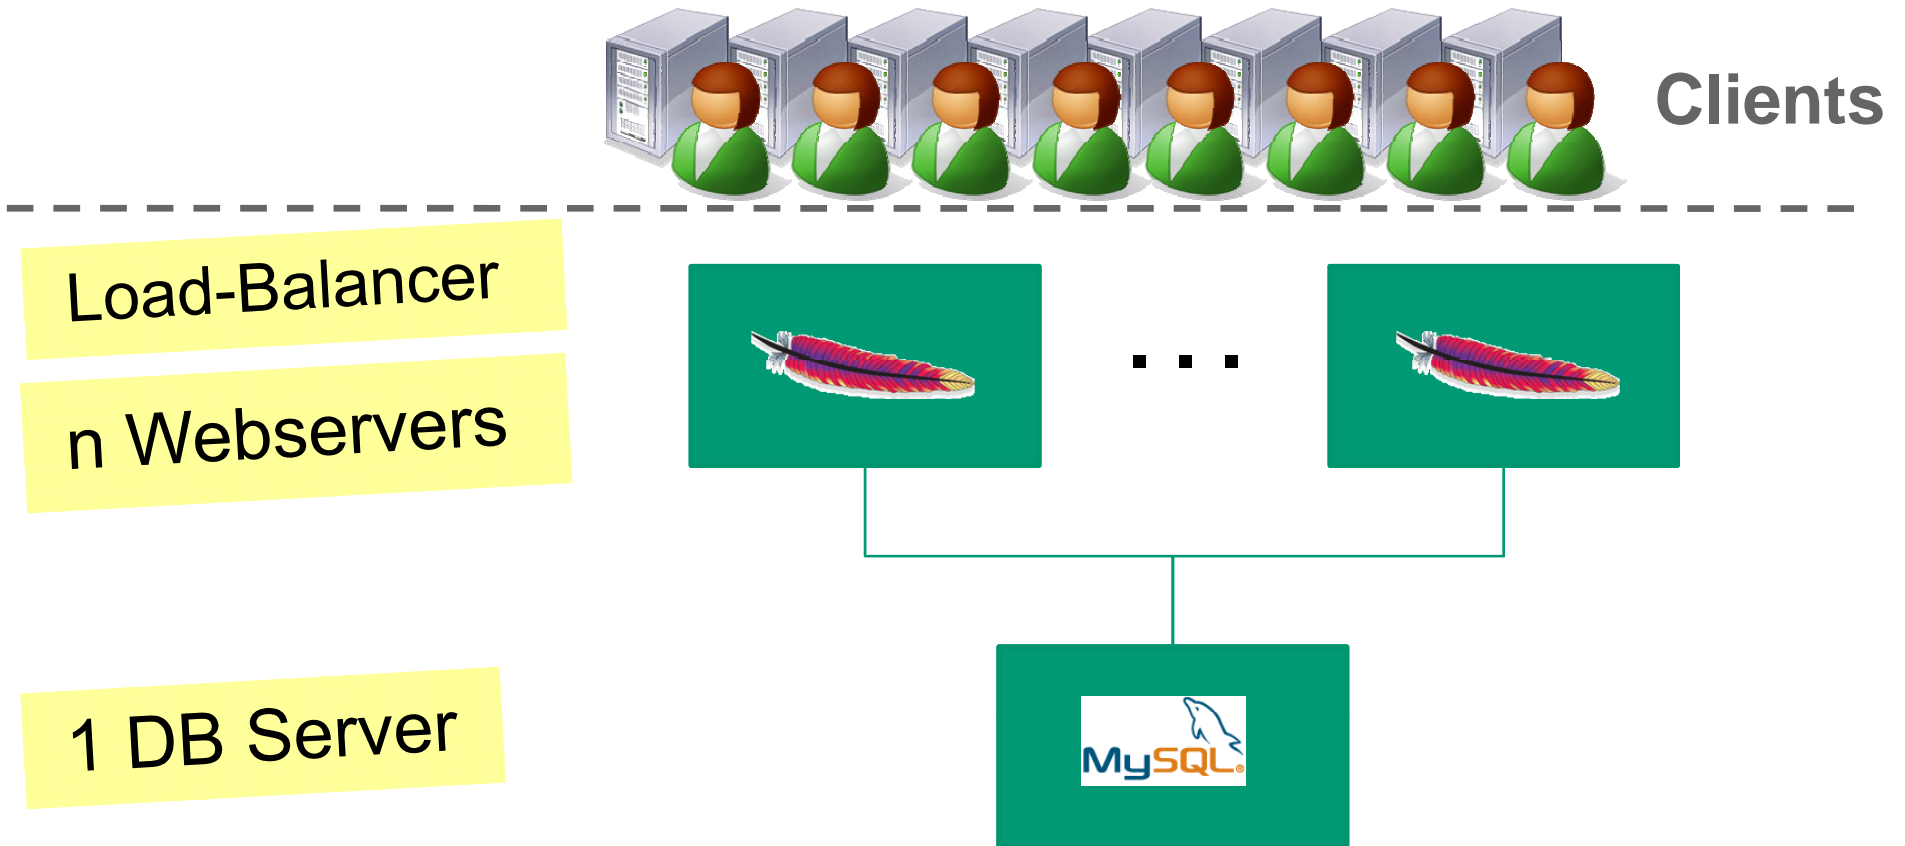 Clients
Load-Balancer
n Webservers
. . .
1 DB Server
MySQL®